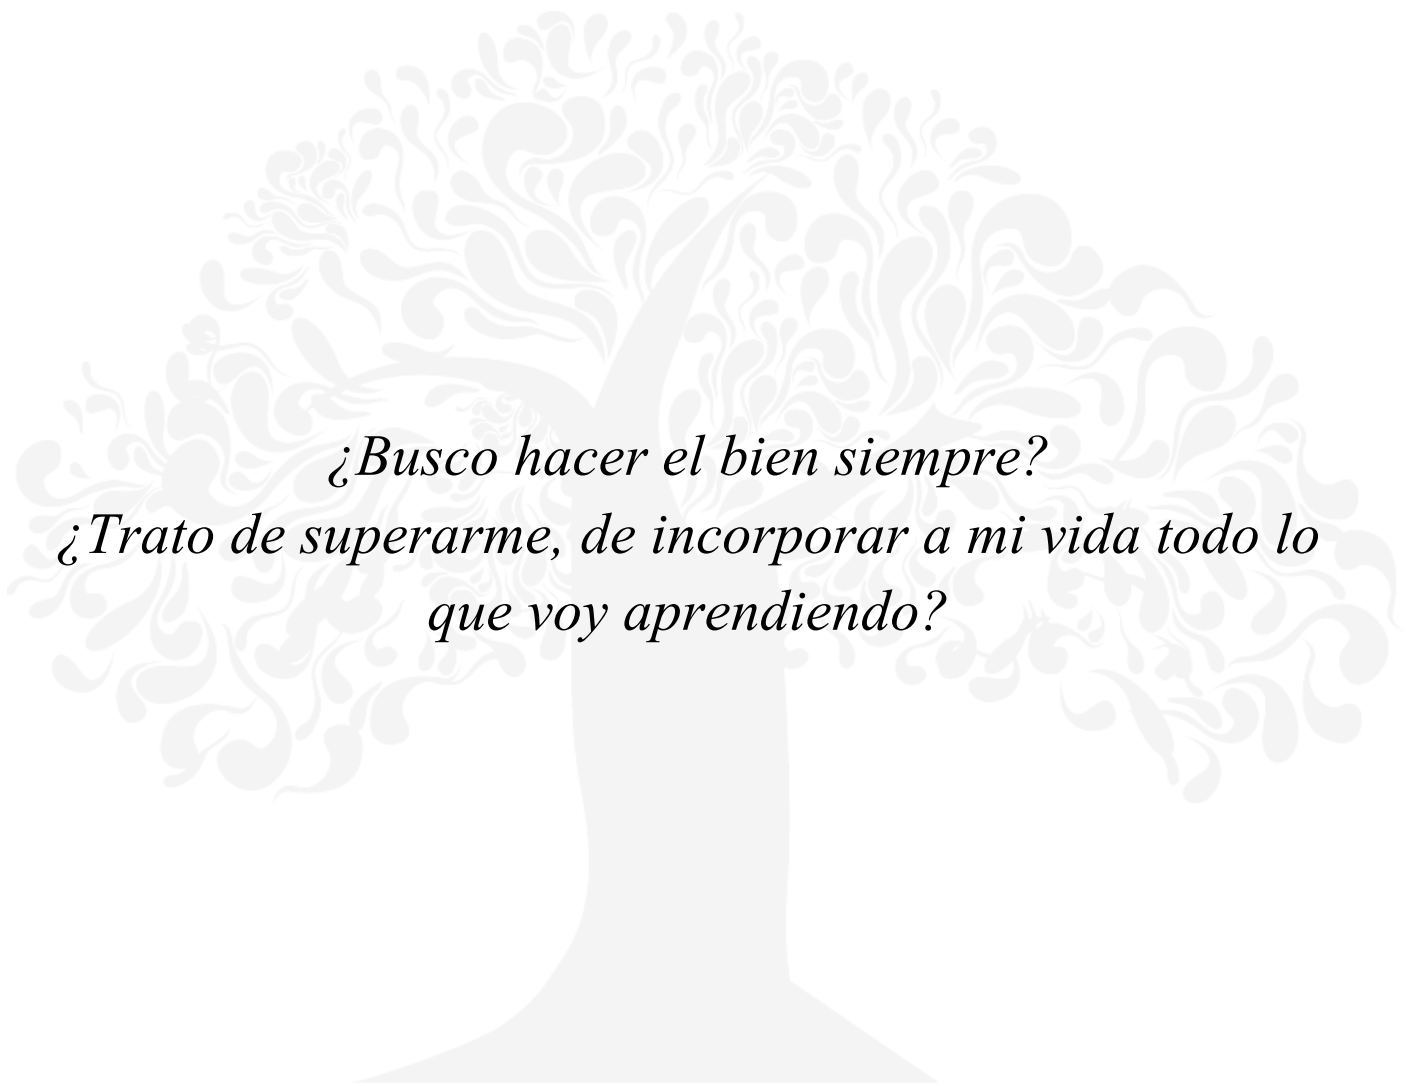 ¿Busco hacer el bien siempre?
¿Trato de superarme, de incorporar a mi vida todo lo
que voy aprendiendo?